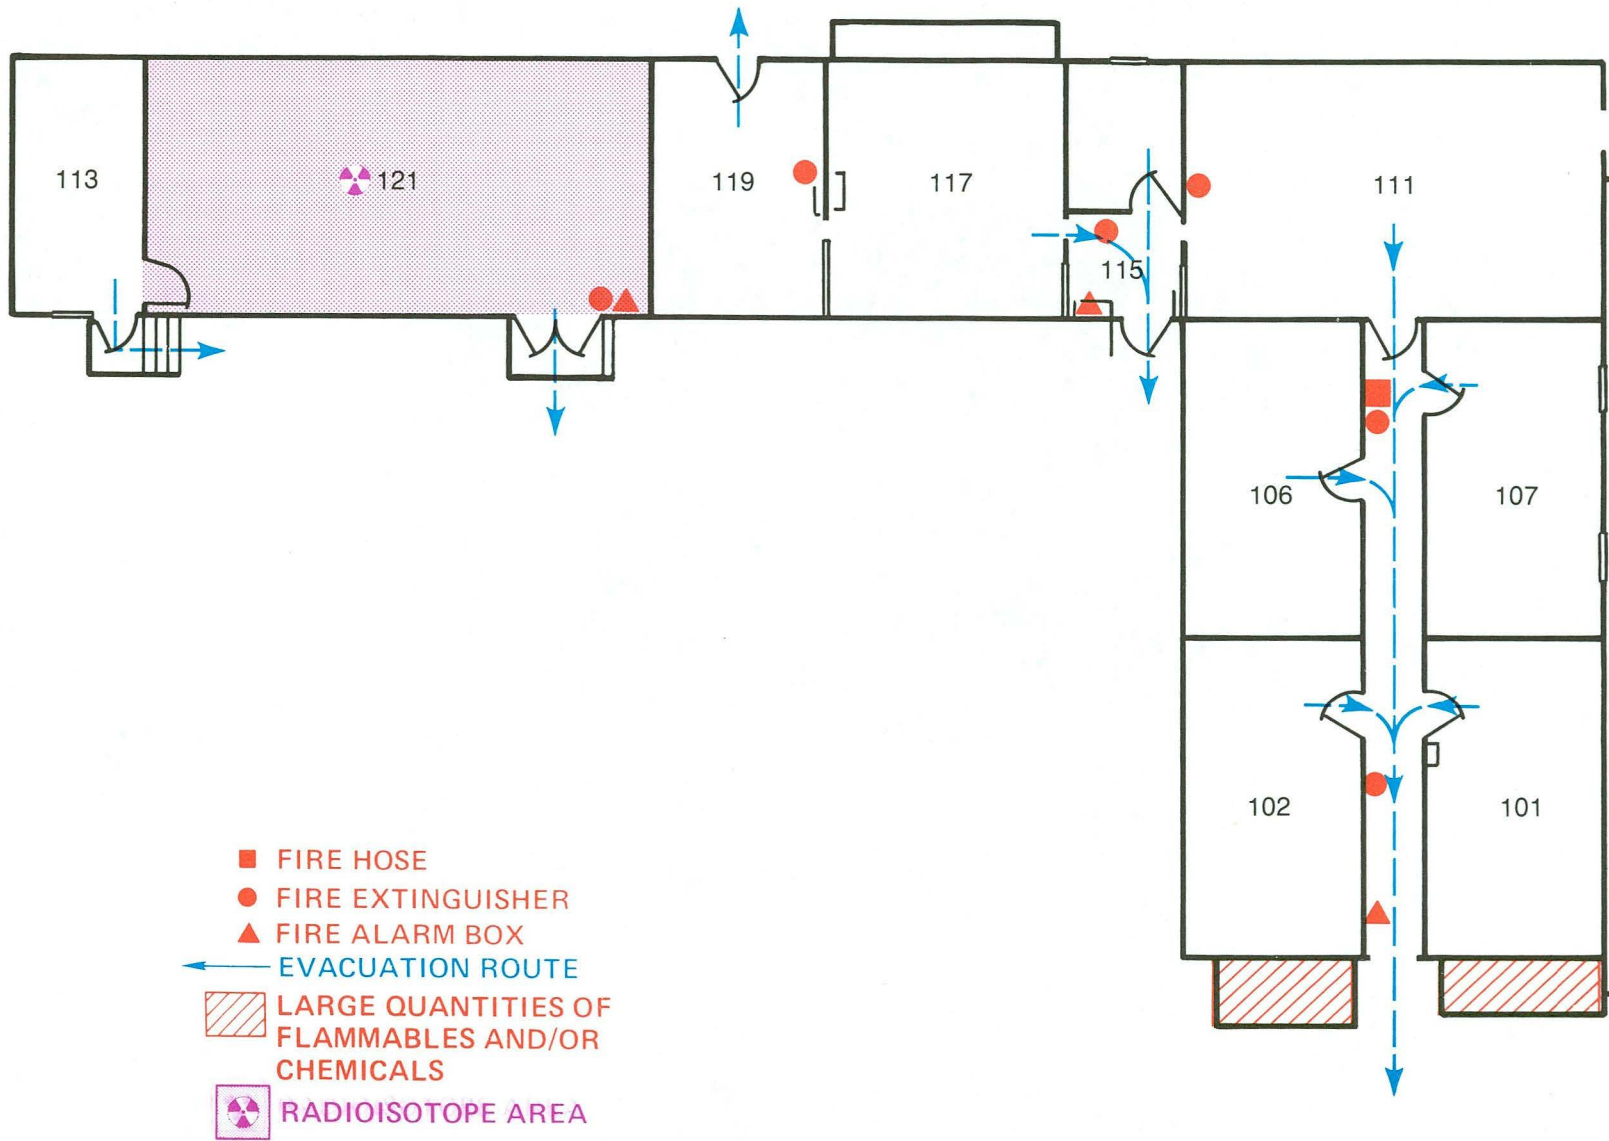 113
121
119
117
111
115
106
107
102
101
FIRE HOSE
FIRE EXTINGUISHER
FIRE ALARM BOX
EVACUATION ROUTE
LARGE QUANTITIES OF
FLAMMABLES AND/OR
CHEMICALS
RADIOISOTOPE AREA